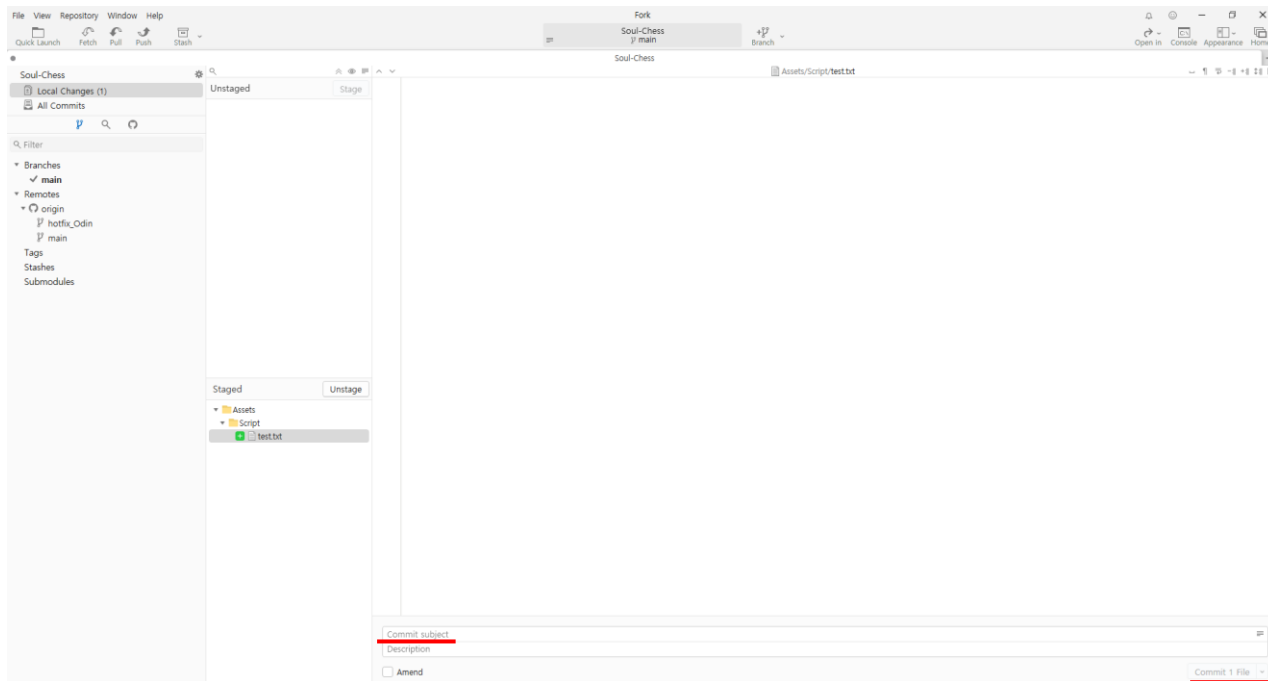 File View Repository Window Help Fork
Quick Launch Fetch Pull Push Stash Soul-Chess main Branch Open in Console Appearance Home
Soul-Chess
Soul-Chess Assets/Script/test.txt
Local Changes (1) Unstaged Stage
All Commits
Filter
Branches
main
Remotes
origin
hotfix_Odin
main
Tags
Stashes
Submodules
Staged Unstage
Assets
Script
test.txt
Commit subject
Description
Amend Commit 1 File